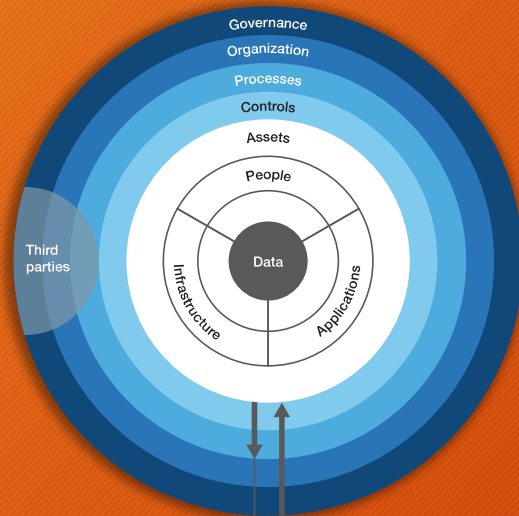 Governance
Organization
Processes
Controls
Assets
People
Third
parties
Data
Infrastructure
Applications